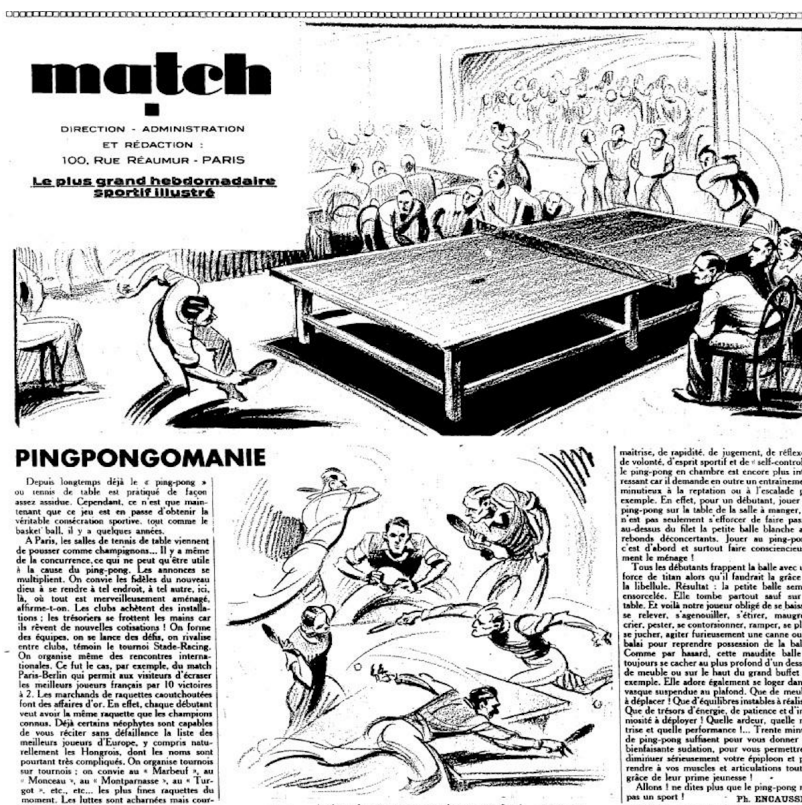 match
DIRECTION - ADMINISTRATION
ET RÉDACTION :
100, RUE RÉAUMUR - PARIS
Le plus grand hebdomadaire
sportif illustré
PINGPONGOMANIE
Depuis longtemps déjà le « ping-pong »
ou tennis de table est pratiqué de façon
assez assidue. Cependant, ce n'est que main-
tenant que ce jeu est en passe d'obtenir la
véritable consécration sportive, tout comme le
basket ball, il y a quelques années.
A Paris, les salles de tennis de table viennent
de pousser comme champignons... Il y a même
de la concurrence, ce qui ne peut qu'être utile
à la cause du ping-pong. Les annonces se
multiplient. On convie les fidèles du nouveau
dieu à se rendre à tel endroit, à tel autre, ici,
là, où tout est merveilleusement aménagé,
affirme-t-on. Les clubs achètent des installa-
tions ; les trésoriers se frottent les mains car
ils rêvent de nouvelles cotisations ! On forme
des équipes, on se lance des défis, on rivalise
entre clubs, témoin le tournoi Stade-Racing.
On organise même des rencontres interna-
tionales. Ce fut le cas, par exemple, du match
Paris-Berlin qui permit aux visiteurs d'écraser
les meilleurs joueurs français par 10 victoires
à 2. Les marchands de raquettes caoutchoutées
font des affaires d'or. En effet, chaque débutant
veut avoir la même raquette que les champions
connus. Déjà certains néophytes sont capables
de vous réciter sans défaillance la liste des
meilleurs joueurs d'Europe, y compris natu-
rellement les Hongrois, dont les noms sont
pourtant très compliqués. On organise tournois
sur tournois ; on convie au « Marbeuf », au
« Monceau », au « Montparnasse », au « Tur-
got », etc., etc... les plus fines raquettes du
moment. Les luttes sont acharnées mais cour-
maîtrise, de rapidité, de jugement, de réflex
de volonté, d'esprit sportif et de « self-control
le ping-pong en chambre est encore plus int
ressant car il demande en outre un entraîneme
minutieux à la reptation ou à l'escalade p
exemple. En effet, pour un débutant, jouer
ping-pong sur la table de la salle à manger,
n'est pas seulement s'efforcer de faire pas
au-dessus du filet la petite balle blanche a
rebonds déconcertants. Jouer au ping-pon
c'est d'abord et surtout faire consciencieu
ment le ménage !
Tous les débutants frappent la balle avec u
force de titan alors qu'il faudrait la grâce
la libellule. Résultat : la petite balle sem
ensorcelée. Elle tombe partout sauf sur
table. Et voilà notre joueur obligé de se baiss
se relever, s'agenouiller, s'étirer, maugré
crier, pester, se contorsionner, ramper, se pl
se jucher, agiter furieusement une canne ou
balai pour reprendre possession de la bal
Comme par hasard, cette maudite balle
toujours se cacher au plus profond d'un dess
de meuble ou sur le haut du grand buffet
exemple. Elle adore également se loger dan
vasque suspendue au plafond. Que de meu
à déplacer ! Que d'équilibres instables à réalis
Que de trésors d'énergie, de patience et d'in
niosité à déployer ! Quelle ardeur, quelle m
trise et quelle performance !... Trente minu
de ping-pong suffisent pour vous donner
bienfaisante sudation, pour vous permettre
diminuer sérieusement votre épiploon et p
rendre à vos muscles et articulations tout
grâce de leur prime jeunesse !
Allons ! ne dites plus que le ping-pong n
pas un sport !
Ph. ENCAUSSE